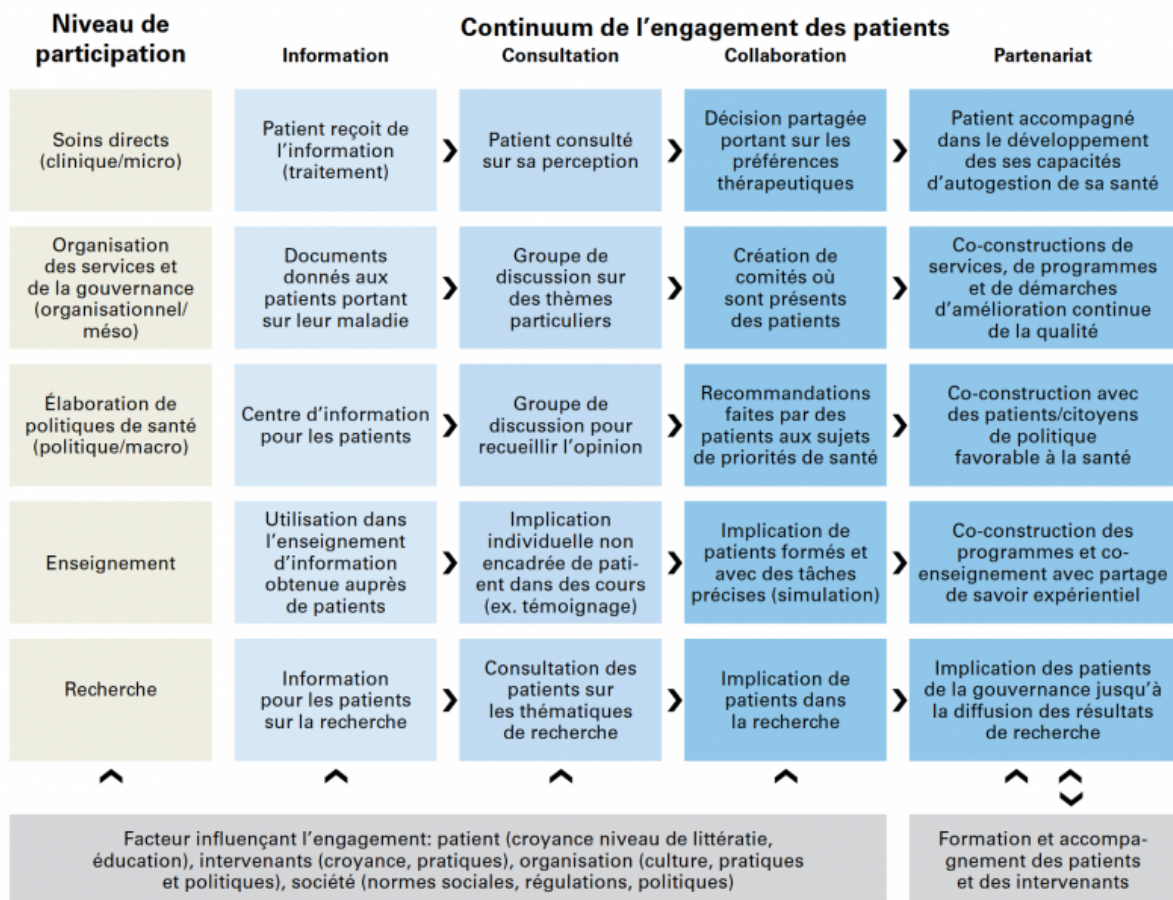 Niveau de
participation
Continuum de l'engagement des patients
Information
Consultation
Collaboration
Partenariat
Soins directs
(clinique/micro)
Patient reçoit de
l'information
(traitement)
Patient consulté
sur sa perception
Décision partagée
portant sur les
préférences
thérapeutiques
Patient accompagné
dans le développement
des ses capacités
d'autogestion de sa santé
Organisation
des services et
de la gouvernance
(organisationnel/
méso)
Documents
donnés aux
patients portant
sur leur maladie
Groupe de
discussion sur
des thèmes
particuliers
Création de
comités où
sont présents
des patients
Co-constructions de
services, de programmes
et de démarches
d'amélioration continue
de la qualité
Élaboration de
politiques de santé
(politique/macro)
Centre d'information
pour les patients
Groupe de
discussion pour
recueillir l'opinion
Recommandations
faites par des
patients aux sujets
de priorités de santé
Co-construction avec
des patients/citoyens
de politique
favorable à la santé
Enseignement
Utilisation dans
l'enseignement
d'information
obtenue auprès
de patients
Implication
individuelle non
encadrée de pati-
ent dans des cours
(ex. témoignage)
Implication de
patients formés et
avec des tâches
précises (simulation)
Co-construction des
programmes et co-
enseignement avec partage
de savoir expérientiel
Recherche
Information
pour les patients
sur la recherche
Consultation des
patients sur
les thématiques
de recherche
Implication de
patients dans
la recherche
Implication des patients
de la gouvernance jusqu'à
la diffusion des résultats
de recherche
Facteur influençant l'engagement: patient (croyance niveau de littératie,
éducation), intervenants (croyance, pratiques), organisation (culture, pratiques
et politiques), société (normes sociales, régulations, politiques)
Formation et accompa-
gnement des patients
et des intervenants